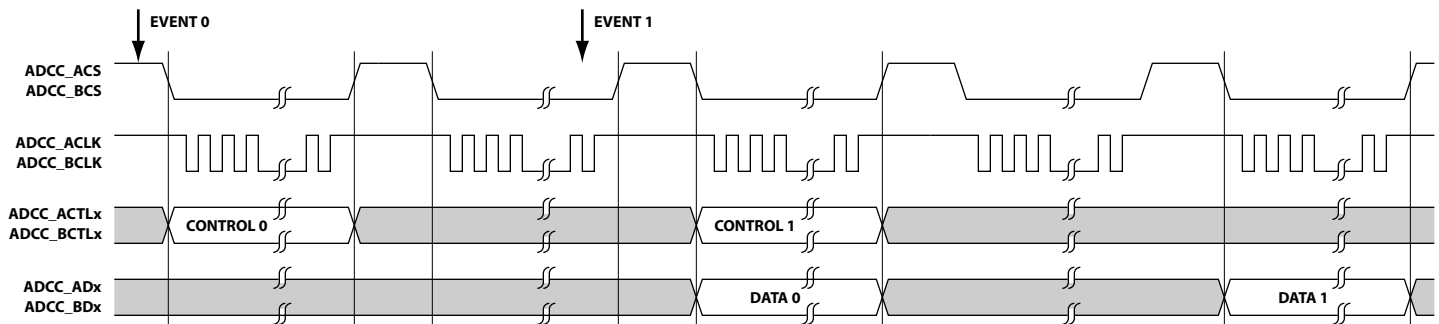 EVENT 0
EVENT 1
ADCC_ACS
ADCC_BCS
ADCC_ACLK
ADCC_BCLK
ADCC_ACTLx
ADCC_BCTLx
CONTROL 0
CONTROL 1
ADCC_ADx
ADCC_BDx
DATA 0
DATA 1